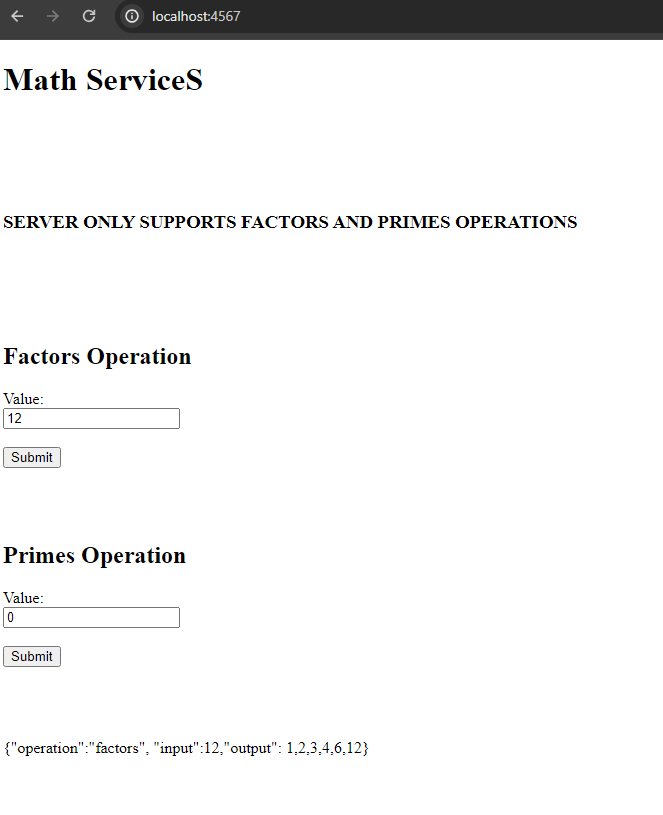 localhost:4567
Math ServiceS
SERVER ONLY SUPPORTS FACTORS AND PRIMES OPERATIONS
Factors Operation
Value:
12
Submit
Primes Operation
Value:
0
Submit
{"operation":"factors", "input":12,"output": 1,2,3,4,6,12}